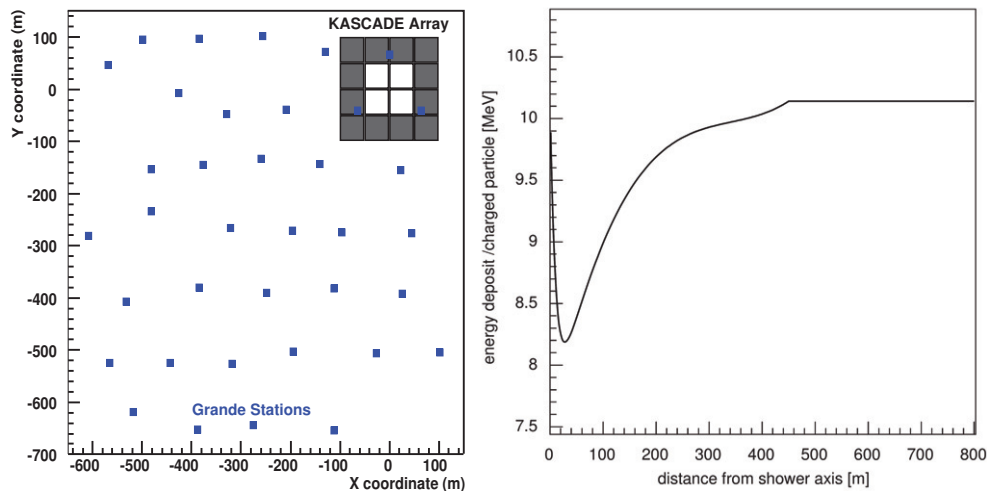 KASCADE Array
Y coordinate (m)
100
0
-100
-200
-300
-400
-500
-600
-700
Grande Stations
-600 -500 -400 -300 -200 -100 0 100
X coordinate (m)
energy deposit /charged particle [MeV]
10.5
10
9.5
9
8.5
8
7.5
0 100 200 300 400 500 600 700 800
distance from shower axis [m]